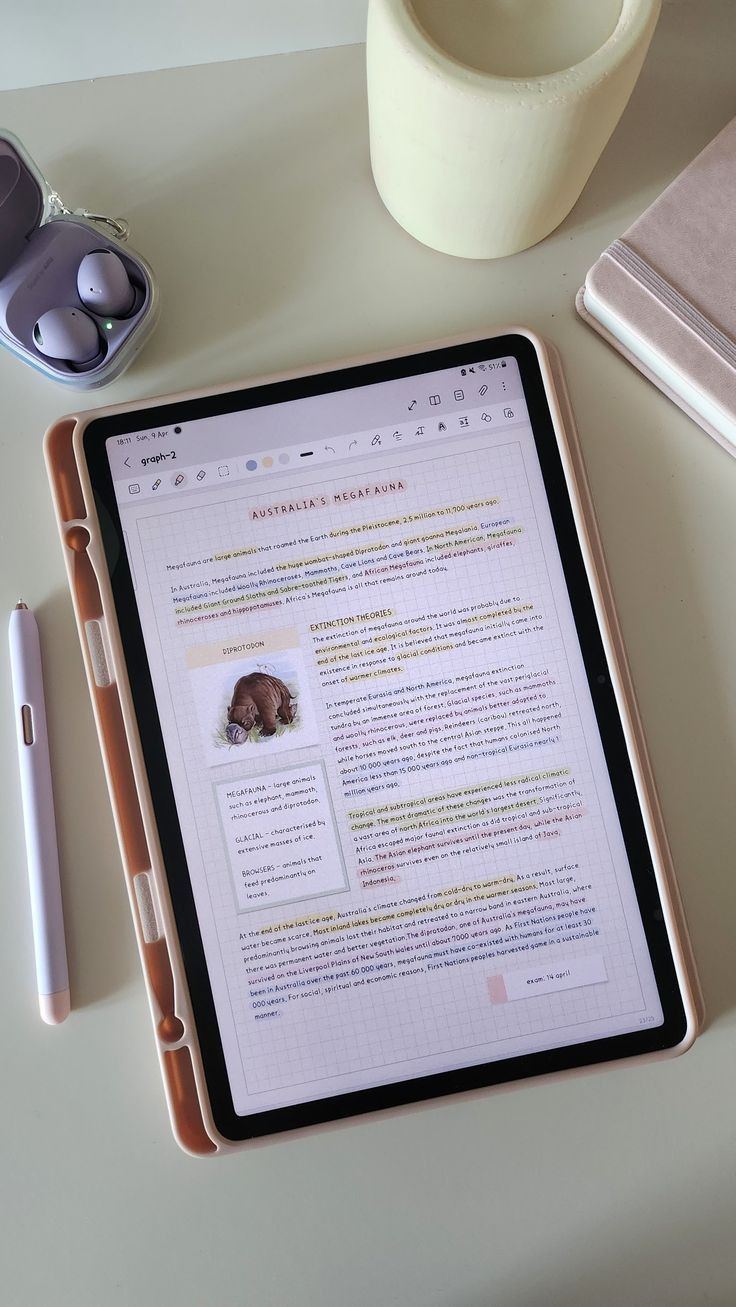 18:11 Sun, 9 Apr
51%
graph-2
AUSTRALIA'S MEGAFAUNA
Megafauna are large animals that roamed the Earth during the Pleistocene, 2.5 million to 11,700 years ago.
In Australia, Megafauna included the huge wombat-shaped Diprotodon and giant goanna Megalania. European
Megafauna included Woolly Rhinoceroses, Mammoths, Cave Lions and Cave Bears. In North American, Megafauna
included Giant Ground Sloths and Sabre-toothed Tigers, and African Megafauna included elephants, giraffes,
rhinoceroses and hippopotamuses. Africa's Megafauna is all that remains around today.
DIPROTODON
MEGAFAUNA - large animals
such as elephant, mammoth,
rhinocerous and diprotodon.
GLACIAL - characterised by
extensive masses of ice.
BROWSERS - animals that
feed predominantly on
leaves.
EXTINCTION THEORIES
The extinction of megafauna around the world was probably due to
environmental and ecological factors. It was almost completed by the
end of the last ice age. It is believed that megafauna initially came into
existence in response to glacial conditions and became extinct with the
onset of warmer climates.
In temperate Eurasia and North America, megafauna extinction
concluded simultaneously with the replacement of the vast periglacial
tundra by an immense area of forest. Glacial species, such as mammoths
and woolly rhinocerous, were replaced by animals better adapted to
forests, such as elk, deer and pigs. Reindeers (caribou) retreated north,
while horses moved south to the central Asian steppe. This all happened
about 10 000 years ago, despite the fact that humans colonised North
America less than 15 000 years ago and non-tropical Eurasia nearly 1
million years ago.
Tropical and subtropical areas have experienced less radical climatic
change. The most dramatic of these changes was the transformation of
a vast area of north Africa into the world's largest desert. Significantly,
Africa escaped major faunal extinction as did tropical and sub-tropical
Asia. The Asian elephant survives until the present day, while the Asian
rhinoceros survives even on the relatively small island of Java,
Indonesia.
At the end of the last ice age, Australia's climate changed from cold-dry to warm-dry. As a result, surface
water became scarce. Most inland lakes became completely dry or dry in the warmer seasons. Most large,
predominantly browsing animals lost their habitat and retreated to a narrow band in eastern Australia, where
there was permanent water and better vegetation. The diprotodon, one of Australia's megafauna, may have
survived on the Liverpool Plains of New South Wales until about 7000 years ago. As First Nations people have
been in Australia over the past 60 000 years, megafauna must have co-existed with humans for at least 30
000 years. For social, spiritual and economic reasons, First Nations peoples harvested game in a sustainable
manner.
exam: 14 april